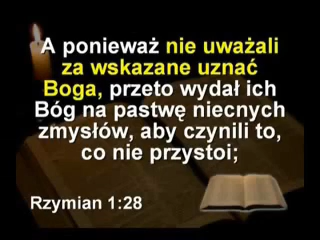 A ponieważ nie uważali
za wskazane uznać
Boga, przeto wydał ich
Bóg na pastwę niecnych
zmysłów, aby czynili to,
co nie przystoi;
Rzymian 1:28